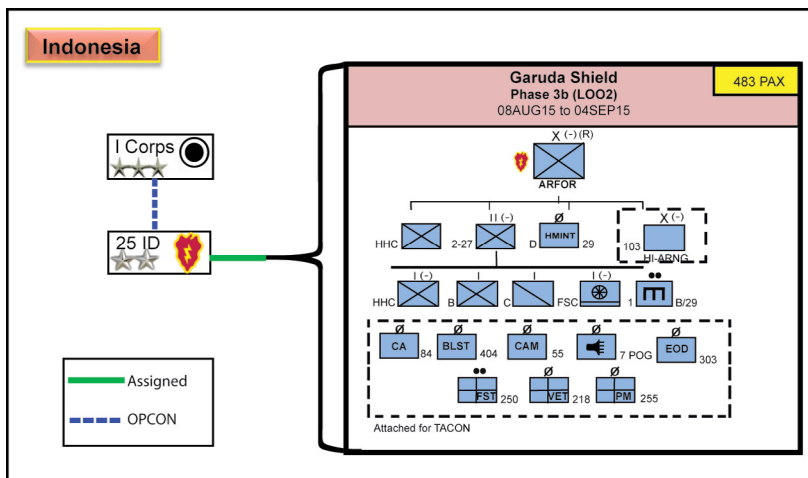 Indonesia
Garuda Shield
Phase 3b (LOO2)
08AUG15 to 04SEP15
483 PAX
I Corps
25 ID
X (-) (R)
ARFOR
HHC
II (-)
2-27
Ø
D HMINT 29
X (-)
103
HI-ARNG
I (-) I I I (-)
HHC B C FSC 1 B/29
Ø Ø Ø Ø Ø
CA 84 BLST 404 CAM 55 7 POG EOD 303
Ø Ø
FST 250 VET 218 PM 255
Attached for TACON
Assigned
OPCON